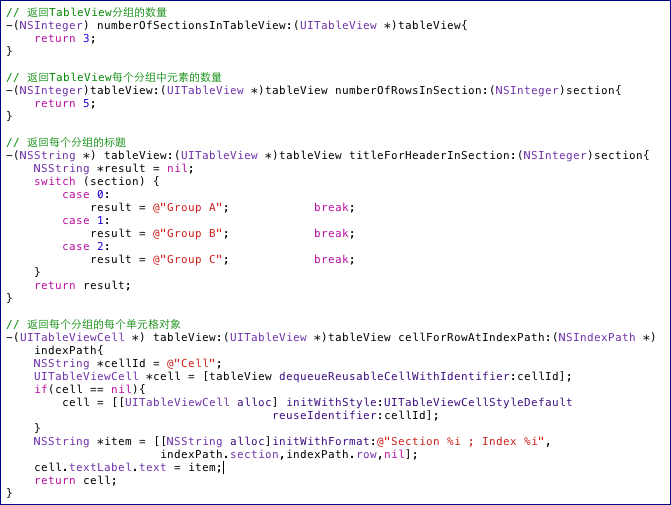 // 返回TableView分组的数量
-(NSInteger) numberOfSectionsInTableView:(UITableView *)tableView{
    return 3;
}

// 返回TableView每个分组中元素的数量
-(NSInteger)tableView:(UITableView *)tableView numberOfRowsInSection:(NSInteger)section{
    return 5;
}

// 返回每个分组的标题
-(NSString *) tableView:(UITableView *)tableView titleForHeaderInSection:(NSInteger)section{
    NSString *result = nil;
    switch (section) {
        case 0:
            result = @"Group A";            break;
        case 1:
            result = @"Group B";            break;
        case 2:
            result = @"Group C";            break;
    }
    return result;
}

// 返回每个分组的每个单元格对象
-(UITableViewCell *) tableView:(UITableView *)tableView cellForRowAtIndexPath:(NSIndexPath *)
    indexPath{
    NSString *cellId = @"Cell";
    UITableViewCell *cell = [tableView dequeueReusableCellWithIdentifier:cellId];
    if(cell == nil){
        cell = [[UITableViewCell alloc] initWithStyle:UITableViewCellStyleDefault
                                      reuseIdentifier:cellId];
    }
    NSString *item = [[NSString alloc]initWithFormat:@"Section %i ; Index %i",
                      indexPath.section,indexPath.row,nil];
    cell.textLabel.text = item;
    return cell;
}